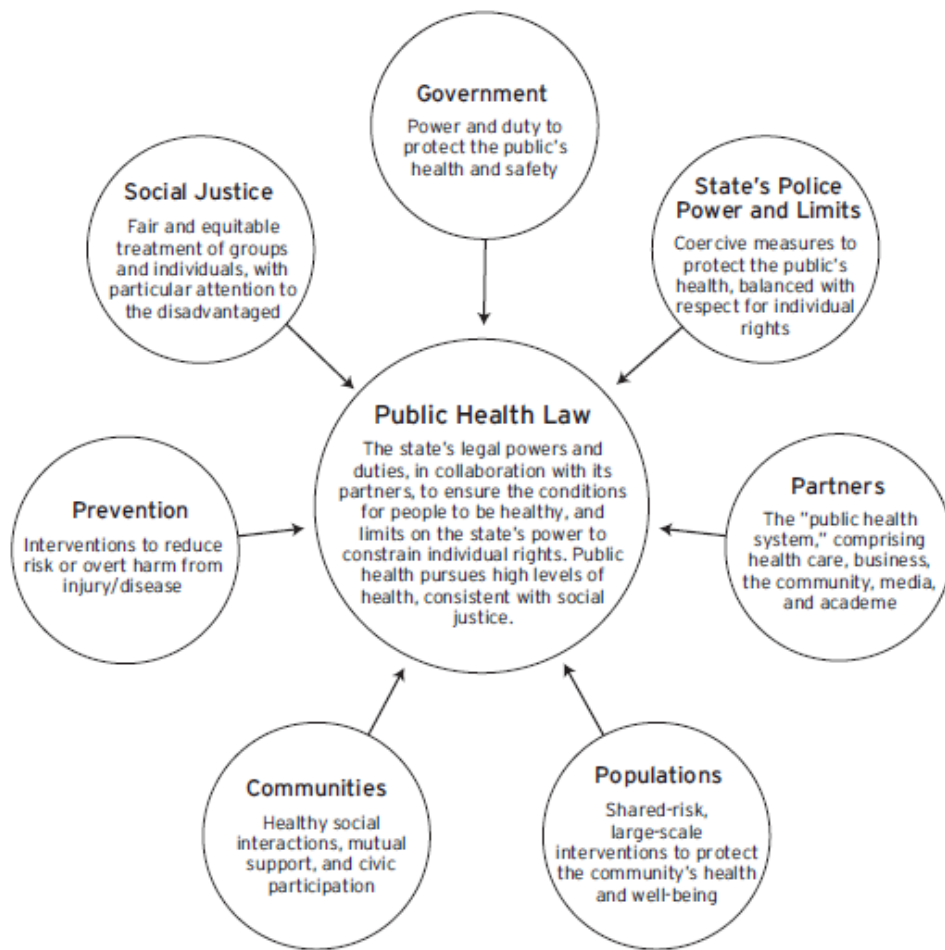 Government
Power and duty to
protect the public's
health and safety
Social Justice
Fair and equitable
treatment of groups
and individuals, with
particular attention to
the disadvantaged
State's Police
Power and Limits
Coercive measures to
protect the public's
health, balanced with
respect for individual
rights
Public Health Law
The state's legal powers and
duties, in collaboration with its
partners, to ensure the conditions
for people to be healthy, and
limits on the state's power to
constrain individual rights. Public
health pursues high levels of
health, consistent with social
justice.
Prevention
Interventions to reduce
risk or overt harm from
injury/disease
Partners
The "public health
system," comprising
health care, business,
the community, media,
and academe
Communities
Healthy social
interactions, mutual
support, and civic
participation
Populations
Shared-risk,
large-scale
interventions to protect
the community's health
and well-being